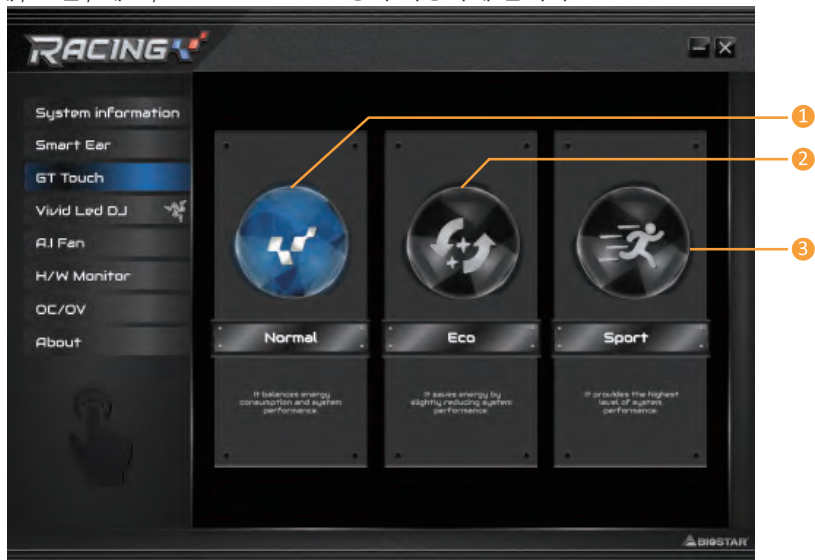 RACING
System information
Smart Ear
GT Touch
Vivid Led DJ
A.I Fan
H/W Monitor
OC/OV
About
Normal
It balances energy
consumption and system
performance.
Eco
It saves energy by
slightly reducing system
performance.
Sport
It provides the highest
level of system
performance.
1
2
3
BIOSTAR